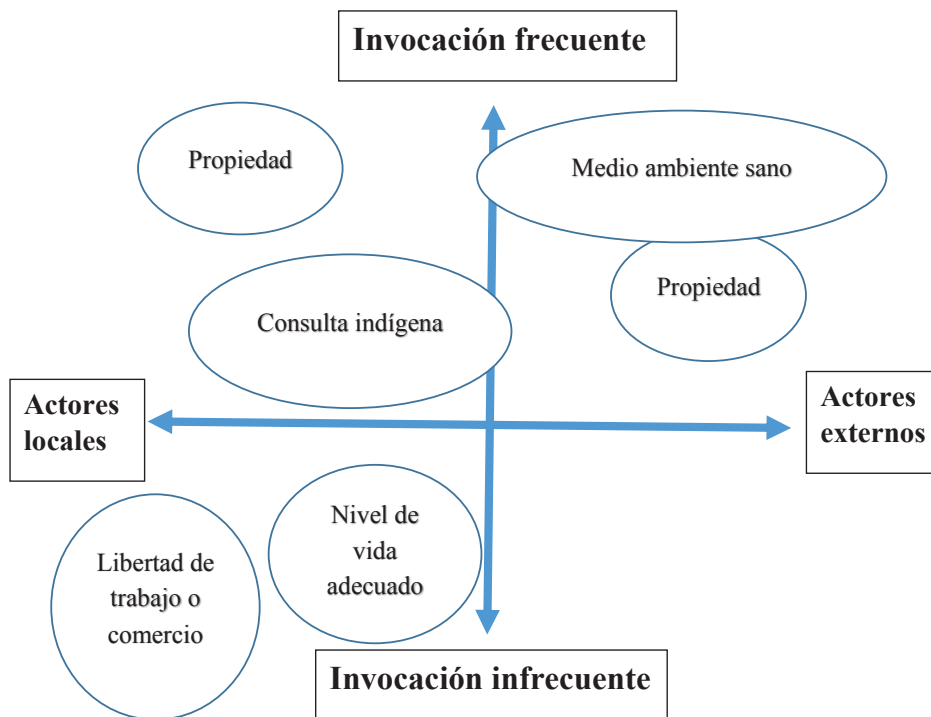 Invocación frecuente
Propiedad
Medio ambiente sano
Propiedad
Consulta indígena
Actores
locales
Actores
externos
Nivel de
vida
adecuado
Libertad de
trabajo o
comercio
Invocación infrecuente